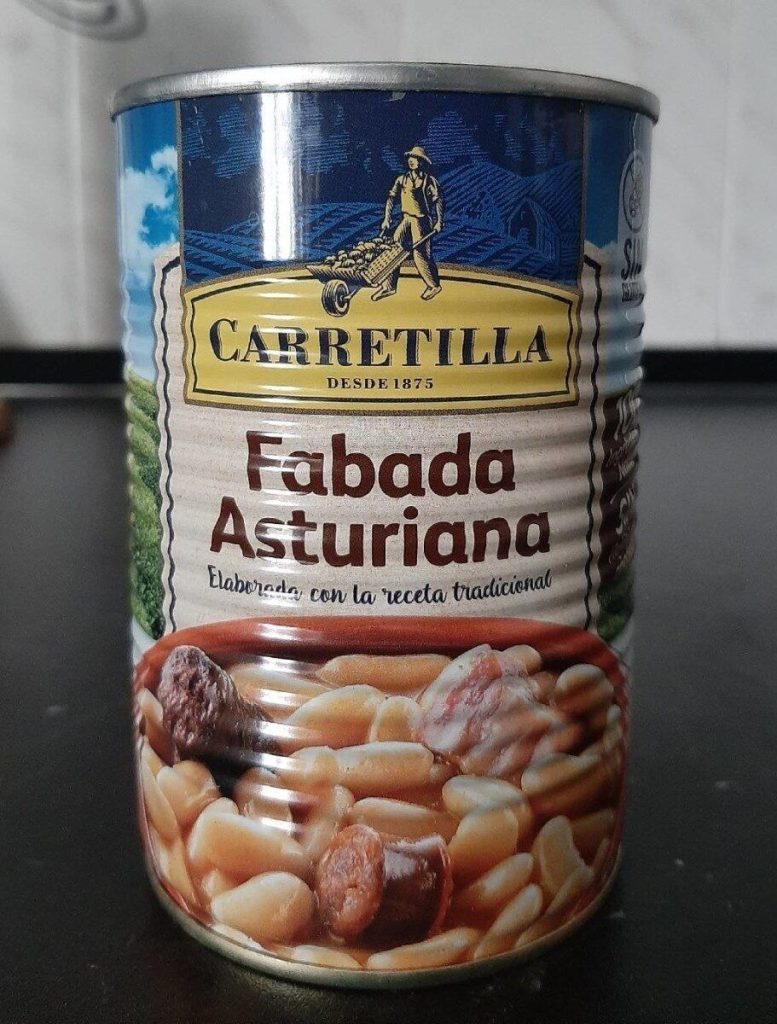 CARRETILLA
DESDE 1875
Fabada
Asturiana
Elaborada con la receta tradicional